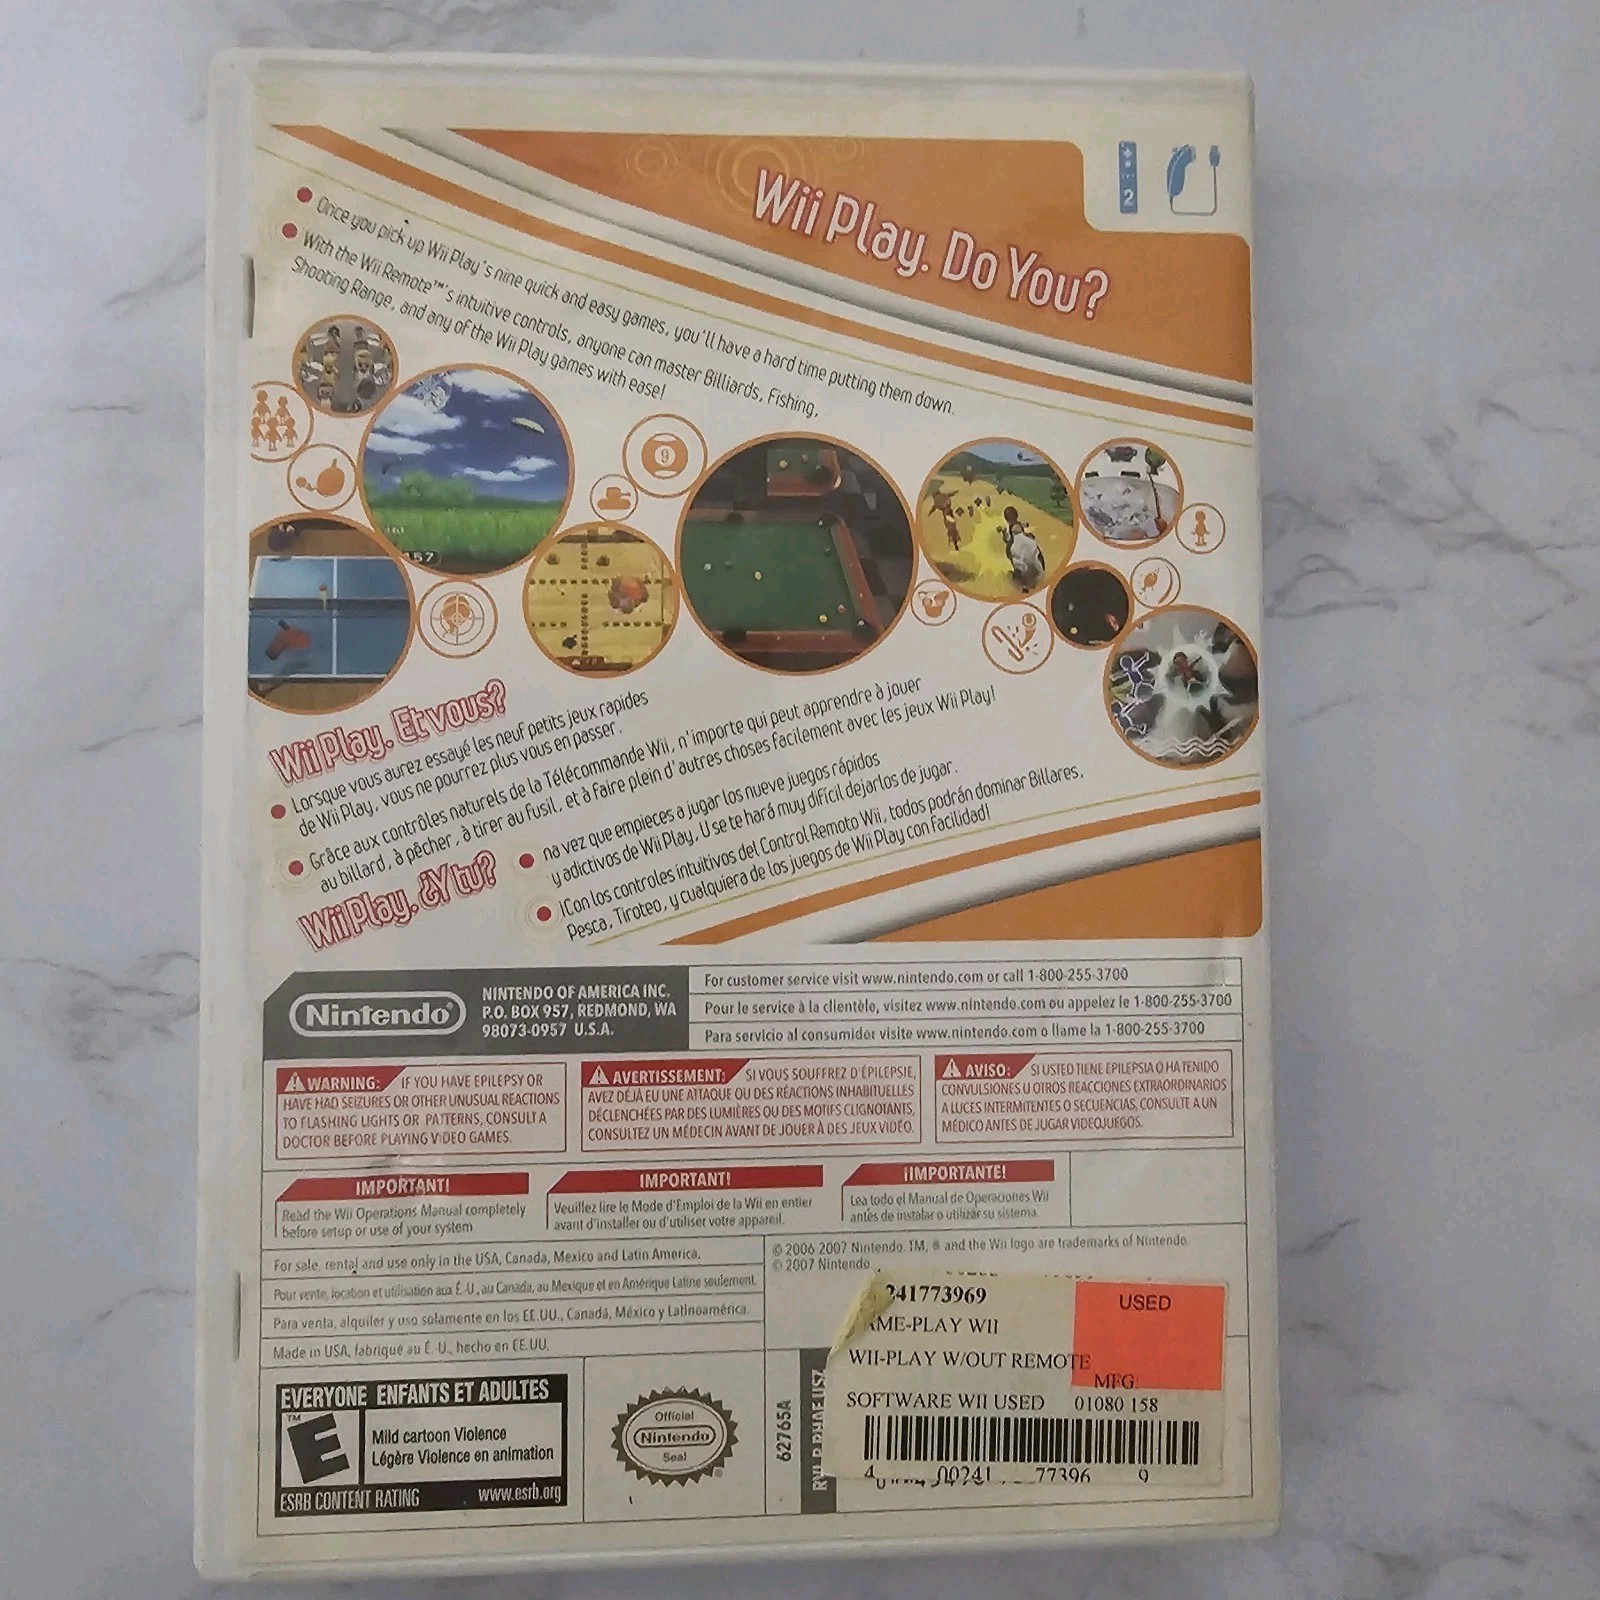 2
Wii Play. Do You?
Once you pick up Wii Play's nine quick and easy games, you'll have a hard time putting them down.
With the Wii Remote™'s intuitive controls, anyone can master Billiards, Fishing,
Shooting Range, and any of the Wii Play games with ease!
9
57
Wii Play. Et vous?
Lorsque vous aurez essayé les neuf petits jeux rapides
de Wii Play, vous ne pourrez plus vous en passer.
Grâce aux contrôles naturels de la Télécommande Wii, n'importe qui peut apprendre à jouer
au billard, à pêcher, à tirer au fusil, et à faire plein d'autres choses facilement avec les jeux Wii Play!
Wii Play. ¿Y tú?
na vez que empieces a jugar los nueve juegos rápidos
y adictivos de Wii Play, U se te hará muy difícil dejarlos de jugar.
¡Con los controles intuitivos del Control Remoto Wii, todos podrán dominar Billares,
Pesca, Tiroteo, y cualquiera de los juegos de Wii Play con facilidad!
Nintendo®
NINTENDO OF AMERICA INC.
P.O. BOX 957, REDMOND, WA
98073-0957 U.S.A.
For customer service visit www.nintendo.com or call 1-800-255-3700
Pour le service à la clientèle, visitez www.nintendo.com ou appelez le 1-800-255-3700
Para servicio al consumidor visite www.nintendo.com o llame la 1-800-255-3700
WARNING: IF YOU HAVE EPILEPSY OR
HAVE HAD SEIZURES OR OTHER UNUSUAL REACTIONS
TO FLASHING LIGHTS OR PATTERNS, CONSULT A
DOCTOR BEFORE PLAYING VIDEO GAMES.
AVERTISSEMENT: SI VOUS SOUFFREZ D'ÉPILEPSIE,
AVEZ DÉJÀ EU UNE ATTAQUE OU DES RÉACTIONS INHABITUELLES
DÉCLENCHÉES PAR DES LUMIÈRES OU DES MOTIFS CLIGNOTANTS,
CONSULTEZ UN MÉDECIN AVANT DE JOUER À DES JEUX VIDÉO.
AVISO: SI USTED TIENE EPILEPSIA O HA TENIDO
CONVULSIONES U OTROS REACCIONES EXTRAORDINARIOS
A LUCES INTERMITENTES O SECUENCIAS, CONSULTE A UN
MÉDICO ANTES DE JUGAR VIDEOJUEGOS.
IMPORTANT!
Read the Wii Operations Manual completely
before setup or use of your system
IMPORTANT!
Veuillez lire le Mode d'Emploi de la Wii en entier
avant d'installer ou d'utiliser votre appareil.
¡IMPORTANTE!
Lea todo el Manual de Operaciones Wii
antes de instalar o utilizar su sistema.
For sale, rental and use only in the USA, Canada, Mexico and Latin America.
Pour vente, location et utilisation aux É.-U., au Canada, au Mexique et en Amérique Latine seulement.
Para venta, alquiler y uso solamente en los EE.UU., Canadá, México y Latinoamérica.
Made in USA, fabriqué au É.-U., hecho en EE.UU.
© 2006 2007 Nintendo. TM, ® and the Wii logo are trademarks of Nintendo.
© 2007 Nintendo
241773969
USED
AME-PLAY WII
WII-PLAY W/OUT REMOTE
MFG
SOFTWARE WII USED 01080 158
4 00241 77396 9
EVERYONE ENFANTS ET ADULTES
E™
Mild cartoon Violence
Légère Violence en animation
ESRB CONTENT RATING www.esrb.org
Official
Nintendo
Seal
62765A